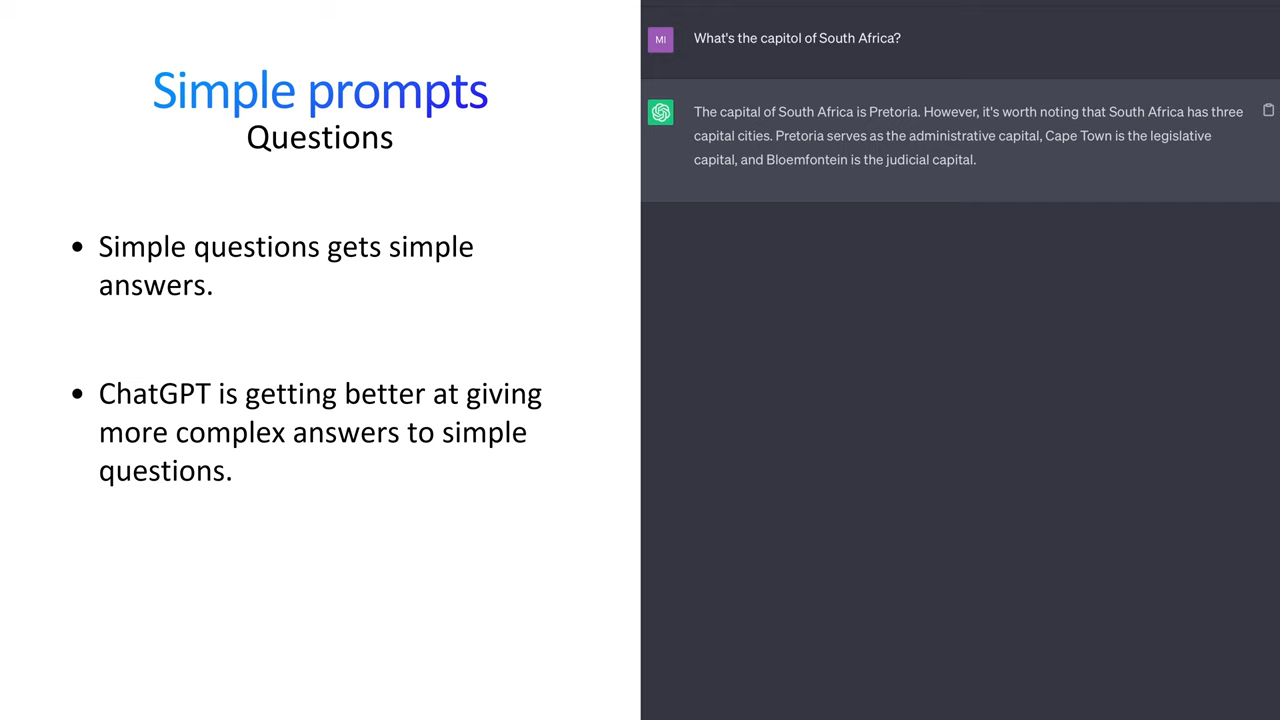 Simple prompts
Questions
• Simple questions gets simple
answers.
• ChatGPT is getting better at giving
more complex answers to simple
questions.
MI
What's the capitol of South Africa?
The capital of South Africa is Pretoria. However, it's worth noting that South Africa has three
capital cities. Pretoria serves as the administrative capital, Cape Town is the legislative
capital, and Bloemfontein is the judicial capital.